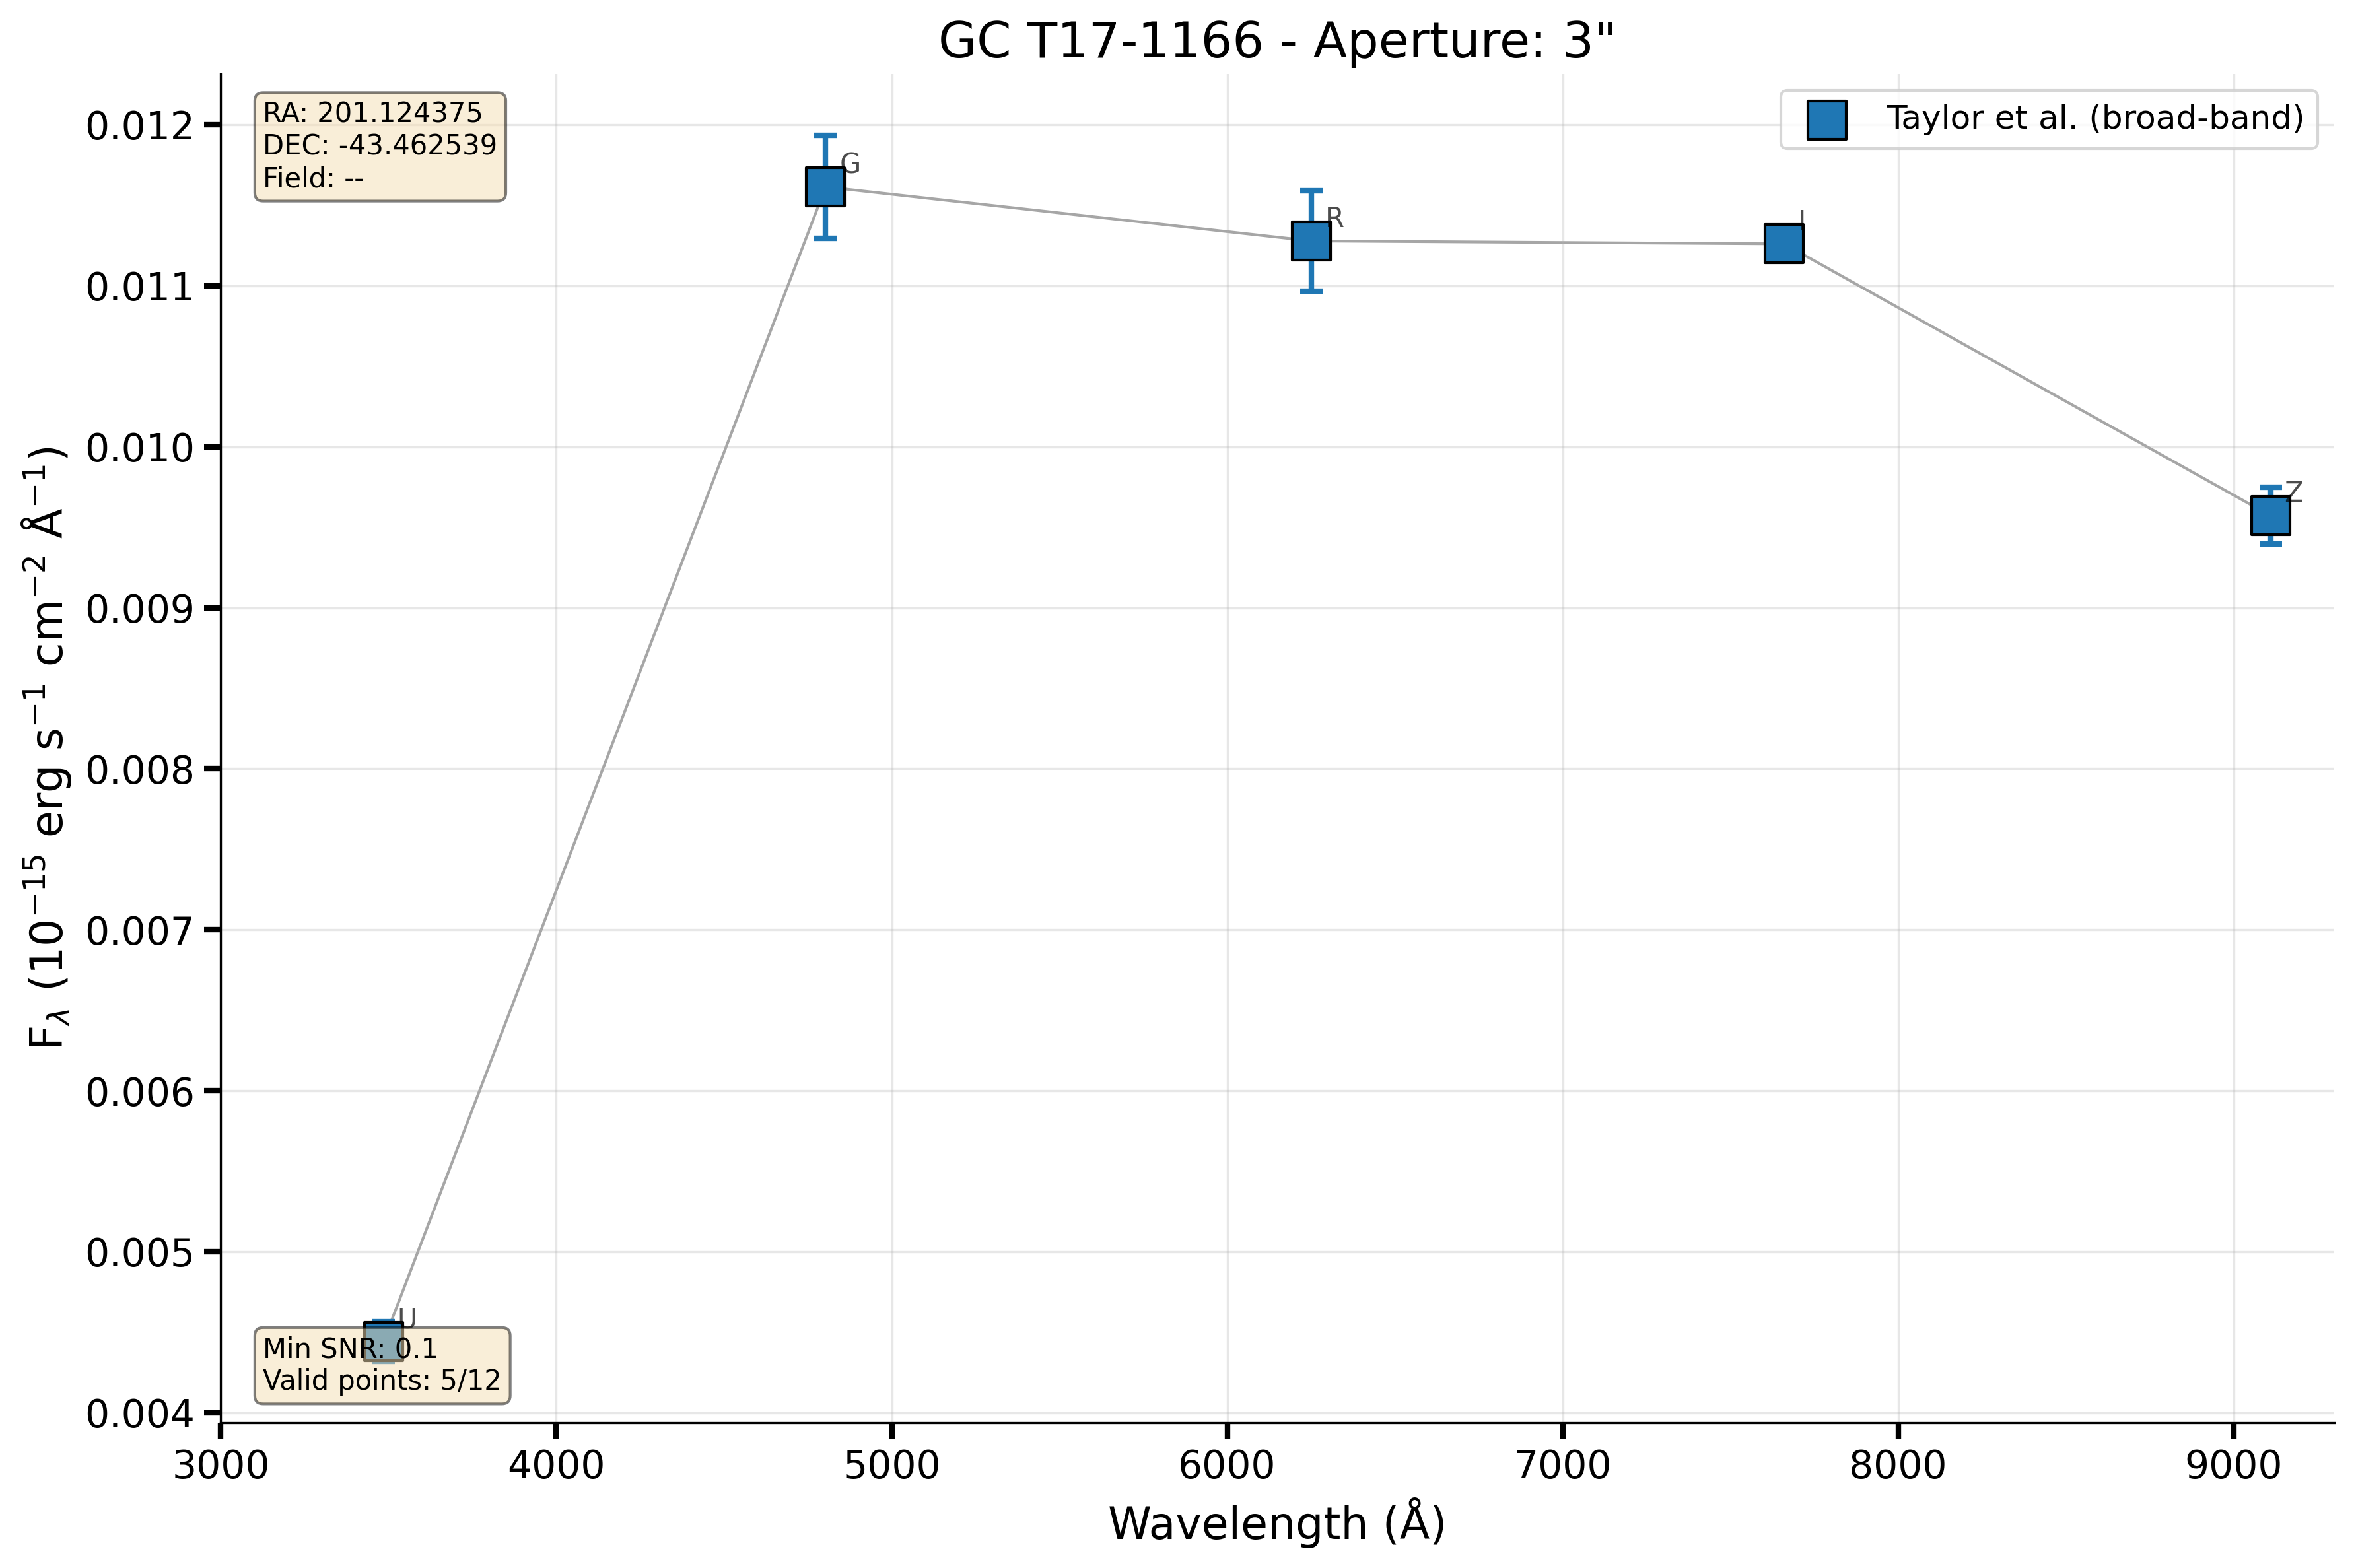 GC T17-1166 - Aperture: 3"
RA: 201.124375
DEC: -43.462539
Field: --
Taylor et al. (broad-band)
G
R
I
Z
U
Min SNR: 0.1
Valid points: 5/12
0.012
0.011
0.010
0.009
0.008
0.007
0.006
0.005
0.004
F_λ (10⁻¹⁵ erg s⁻¹ cm⁻² Å⁻¹)
3000 4000 5000 6000 7000 8000 9000
Wavelength (Å)